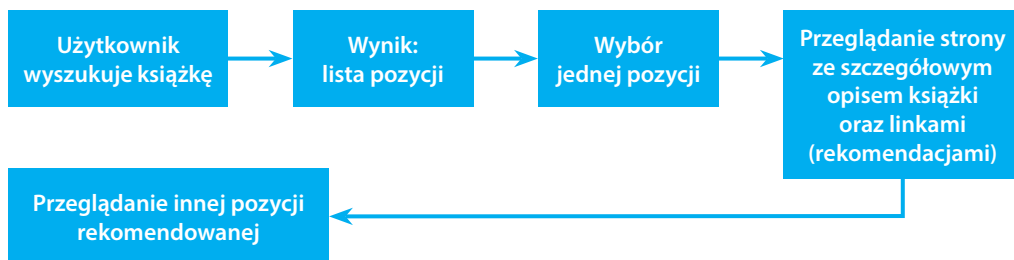 Użytkownik
wyszukuje książkę
Wynik:
lista pozycji
Wybór
jednej pozycji
Przeglądanie strony
ze szczegółowym
opisem książki
oraz linkami
(rekomendacjami)
Przeglądanie innej pozycji
rekomendowanej